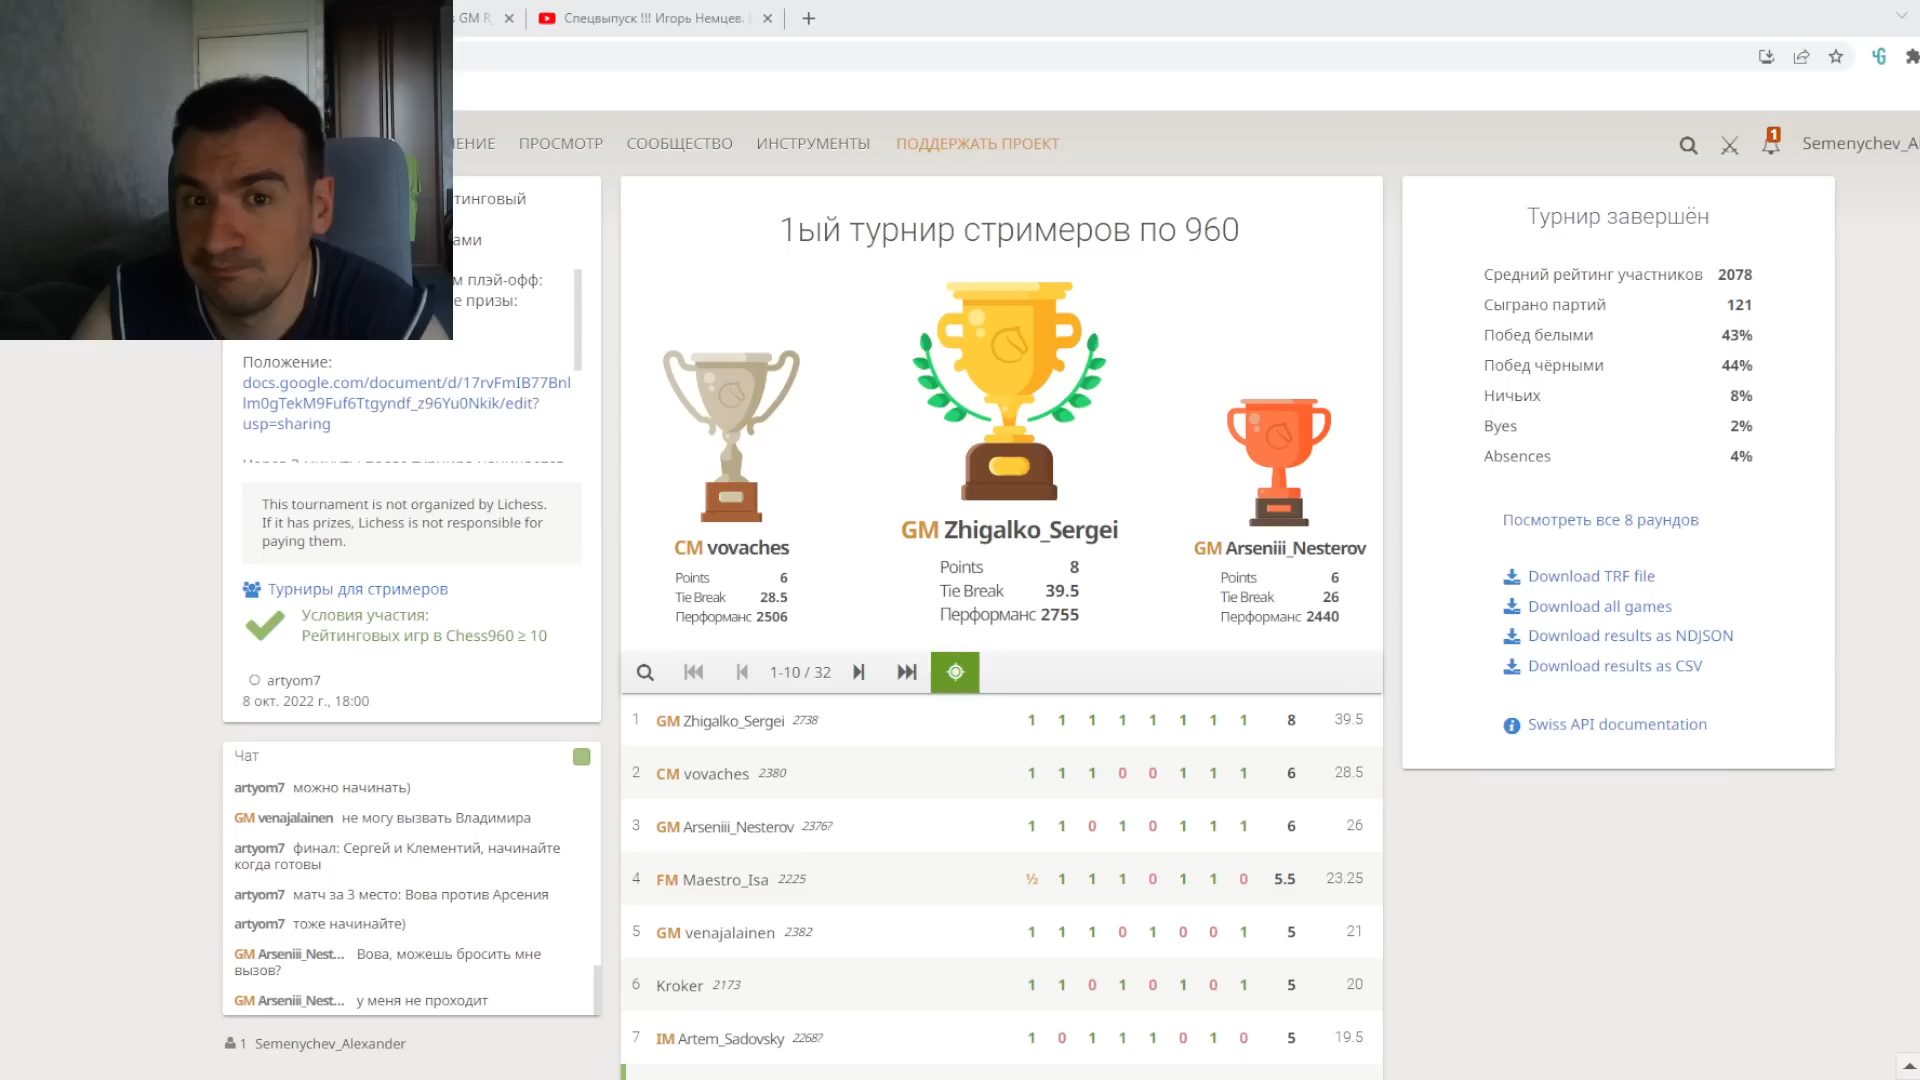 GM R
Спецвыпуск !!! Игорь Немцев.
ПРОСМОТР
СООБЩЕСТВО
ИНСТРУМЕНТЫ
ПОДДЕРЖАТЬ ПРОЕКТ
1
Semenychev_Al
тинговый
ами
м плэй-офф:
е призы:
Положение:
docs.google.com/document/d/17rvFmIB77Bnl
lm0gTekM9Fuf6Ttgyndf_z96Yu0Nkik/edit?
usp=sharing
This tournament is not organized by Lichess.
If it has prizes, Lichess is not responsible for
paying them.
Турниры для стримеров
Условия участия:
Рейтинговых игр в Chess960 ≥ 10
artyom7
8 окт. 2022 г., 18:00
Чат
artyom7 можно начинать)
GM venajalainen не могу вызвать Владимира
artyom7 финал: Сергей и Клементий, начинайте
когда готовы
artyom7 матч за 3 место: Вова против Арсения
artyom7 тоже начинайте)
GM Arseniii_Nest... Вова, можешь бросить мне
вызов?
GM Arseniii_Nest... у меня не проходит
1 Semenychev_Alexander
1ый турнир стримеров по 960
CM vovaches
Points 6
Tie Break 28.5
Перформанс 2506
GM Zhigalko_Sergei
Points 8
Tie Break 39.5
Перформанс 2755
GM Arseniii_Nesterov
Points 6
Tie Break 26
Перформанс 2440
1-10 / 32
1 GM Zhigalko_Sergei 2738 1 1 1 1 1 1 1 1 8 39.5
2 CM vovaches 2380 1 1 1 0 0 1 1 1 6 28.5
3 GM Arseniii_Nesterov 2376? 1 1 0 1 0 1 1 1 6 26
4 FM Maestro_Isa 2225 ½ 1 1 1 0 1 1 0 5.5 23.25
5 GM venajalainen 2382 1 1 1 0 1 0 0 1 5 21
6 Kroker 2173 1 1 0 1 0 1 0 1 5 20
7 IM Artem_Sadovsky 2268? 1 0 1 1 1 0 1 0 5 19.5
Турнир завершён
Средний рейтинг участников 2078
Сыграно партий 121
Побед белыми 43%
Побед чёрными 44%
Ничьих 8%
Byes 2%
Absences 4%
Посмотреть все 8 раундов
Download TRF file
Download all games
Download results as NDJSON
Download results as CSV
Swiss API documentation